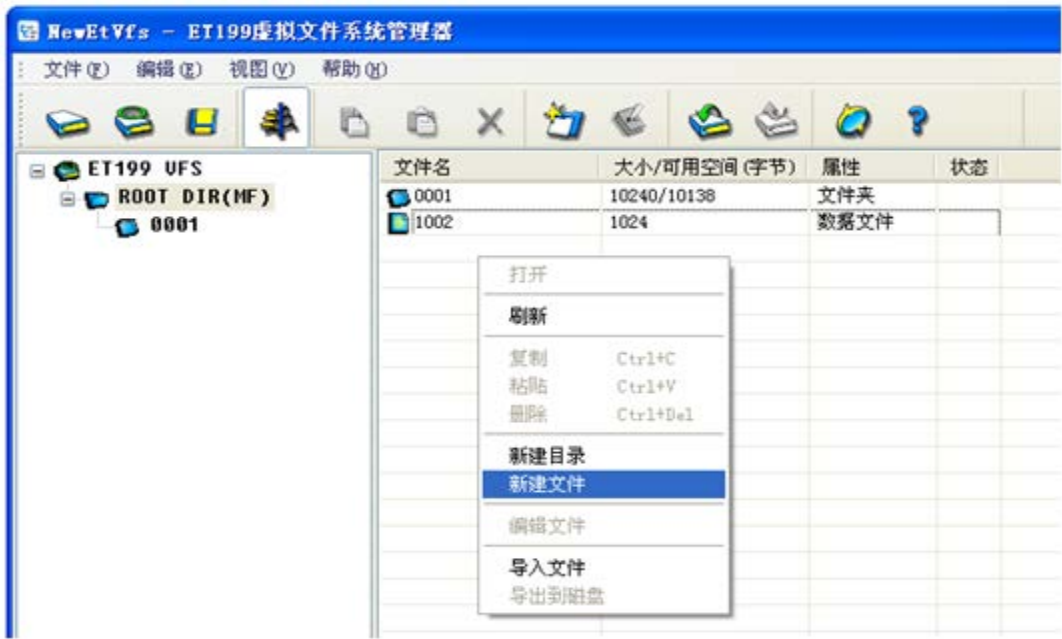 NewEtVfs - ET199虚拟文件系统管理器
文件(F) 编辑(E) 视图(V) 帮助(H)
ET199 VFS
ROOT DIR(MF)
0001
文件名 大小/可用空间(字节) 属性 状态
0001 10240/10138 文件夹
1002 1024 数据文件
打开
刷新
复制 Ctrl+C
粘贴 Ctrl+V
删除 Ctrl+Del
新建目录
新建文件
编辑文件
导入文件
导出到磁盘